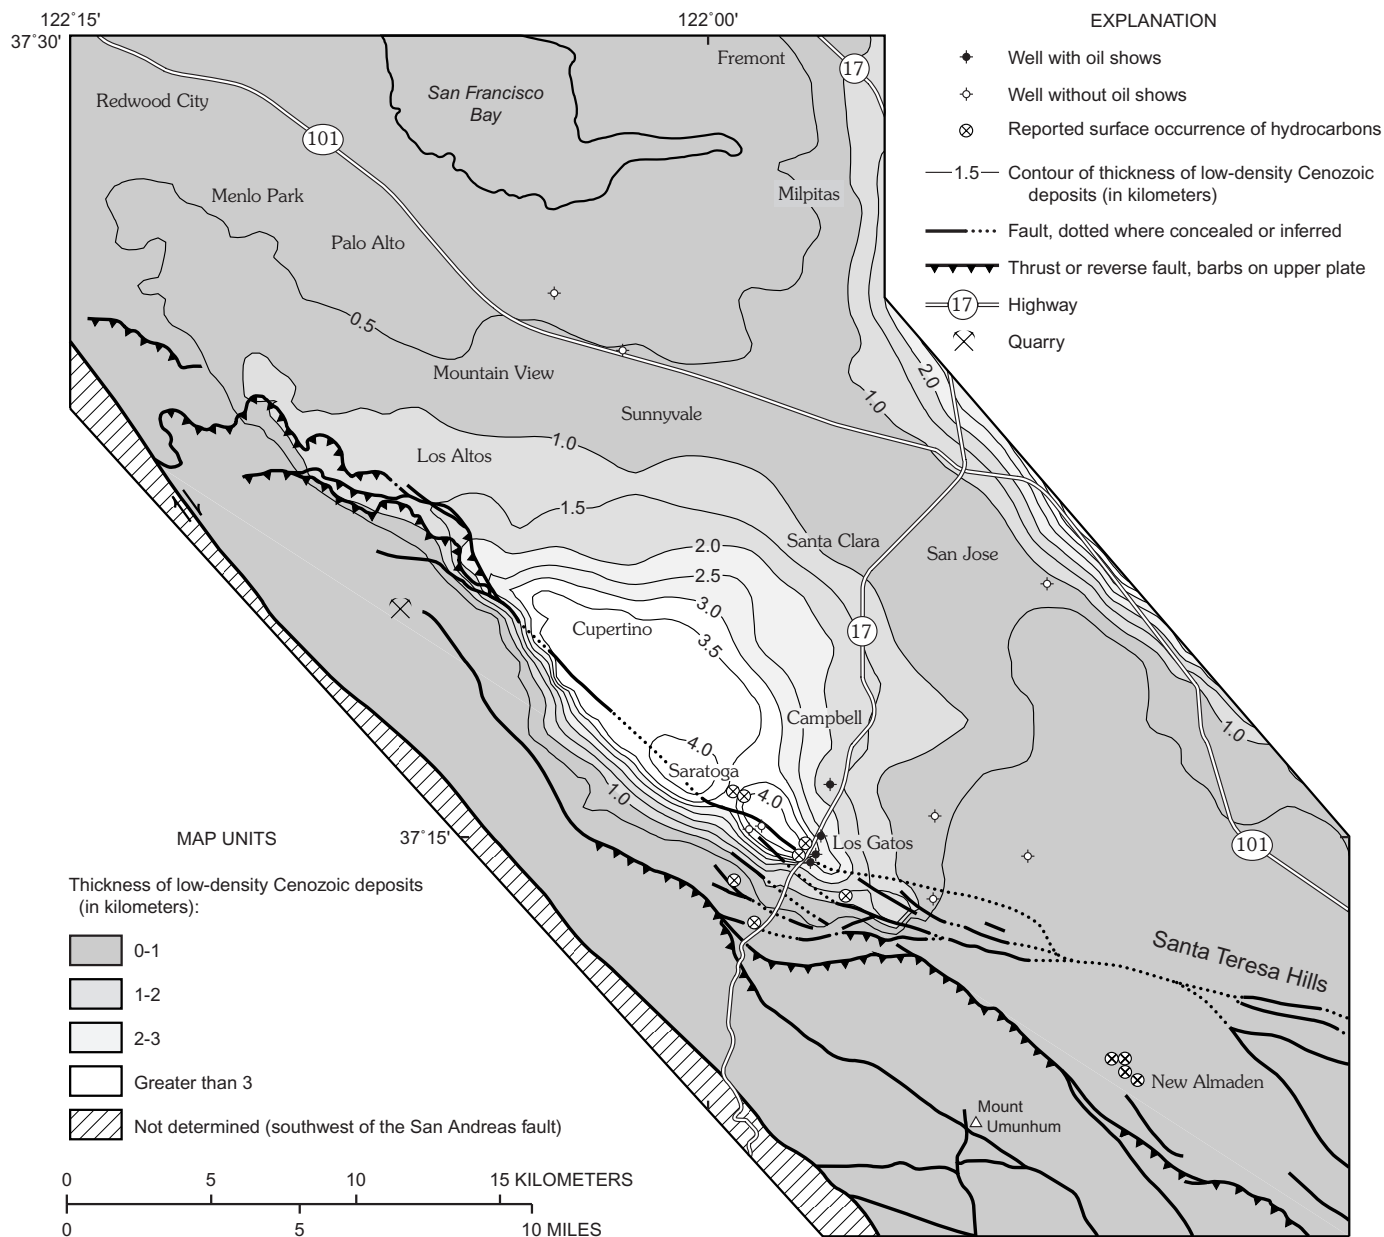 122°15'
122°00'
37°30'
EXPLANATION
Well with oil shows
Well without oil shows
Reported surface occurrence of hydrocarbons
1.5
Contour of thickness of low-density Cenozoic
deposits (in kilometers)
Fault, dotted where concealed or inferred
Thrust or reverse fault, barbs on upper plate
17
Highway
Quarry
Fremont
17
San Francisco
Bay
Redwood City
101
Menlo Park
Milpitas
Palo Alto
0.5
Mountain View
2.0
1.0
Sunnyvale
1.0
Los Altos
1.5
Santa Clara
2.0
San Jose
2.5
3.0
Cupertino
17
3.5
Campbell
1.0
4.0
Saratoga
1.0
4.0
37°15'
Los Gatos
101
MAP UNITS
Thickness of low-density Cenozoic deposits
(in kilometers):
0-1
1-2
2-3
Greater than 3
Not determined (southwest of the San Andreas fault)
Santa Teresa Hills
New Almaden
Mount
Umunhum
0 5 10 15 KILOMETERS
0 5 10 MILES